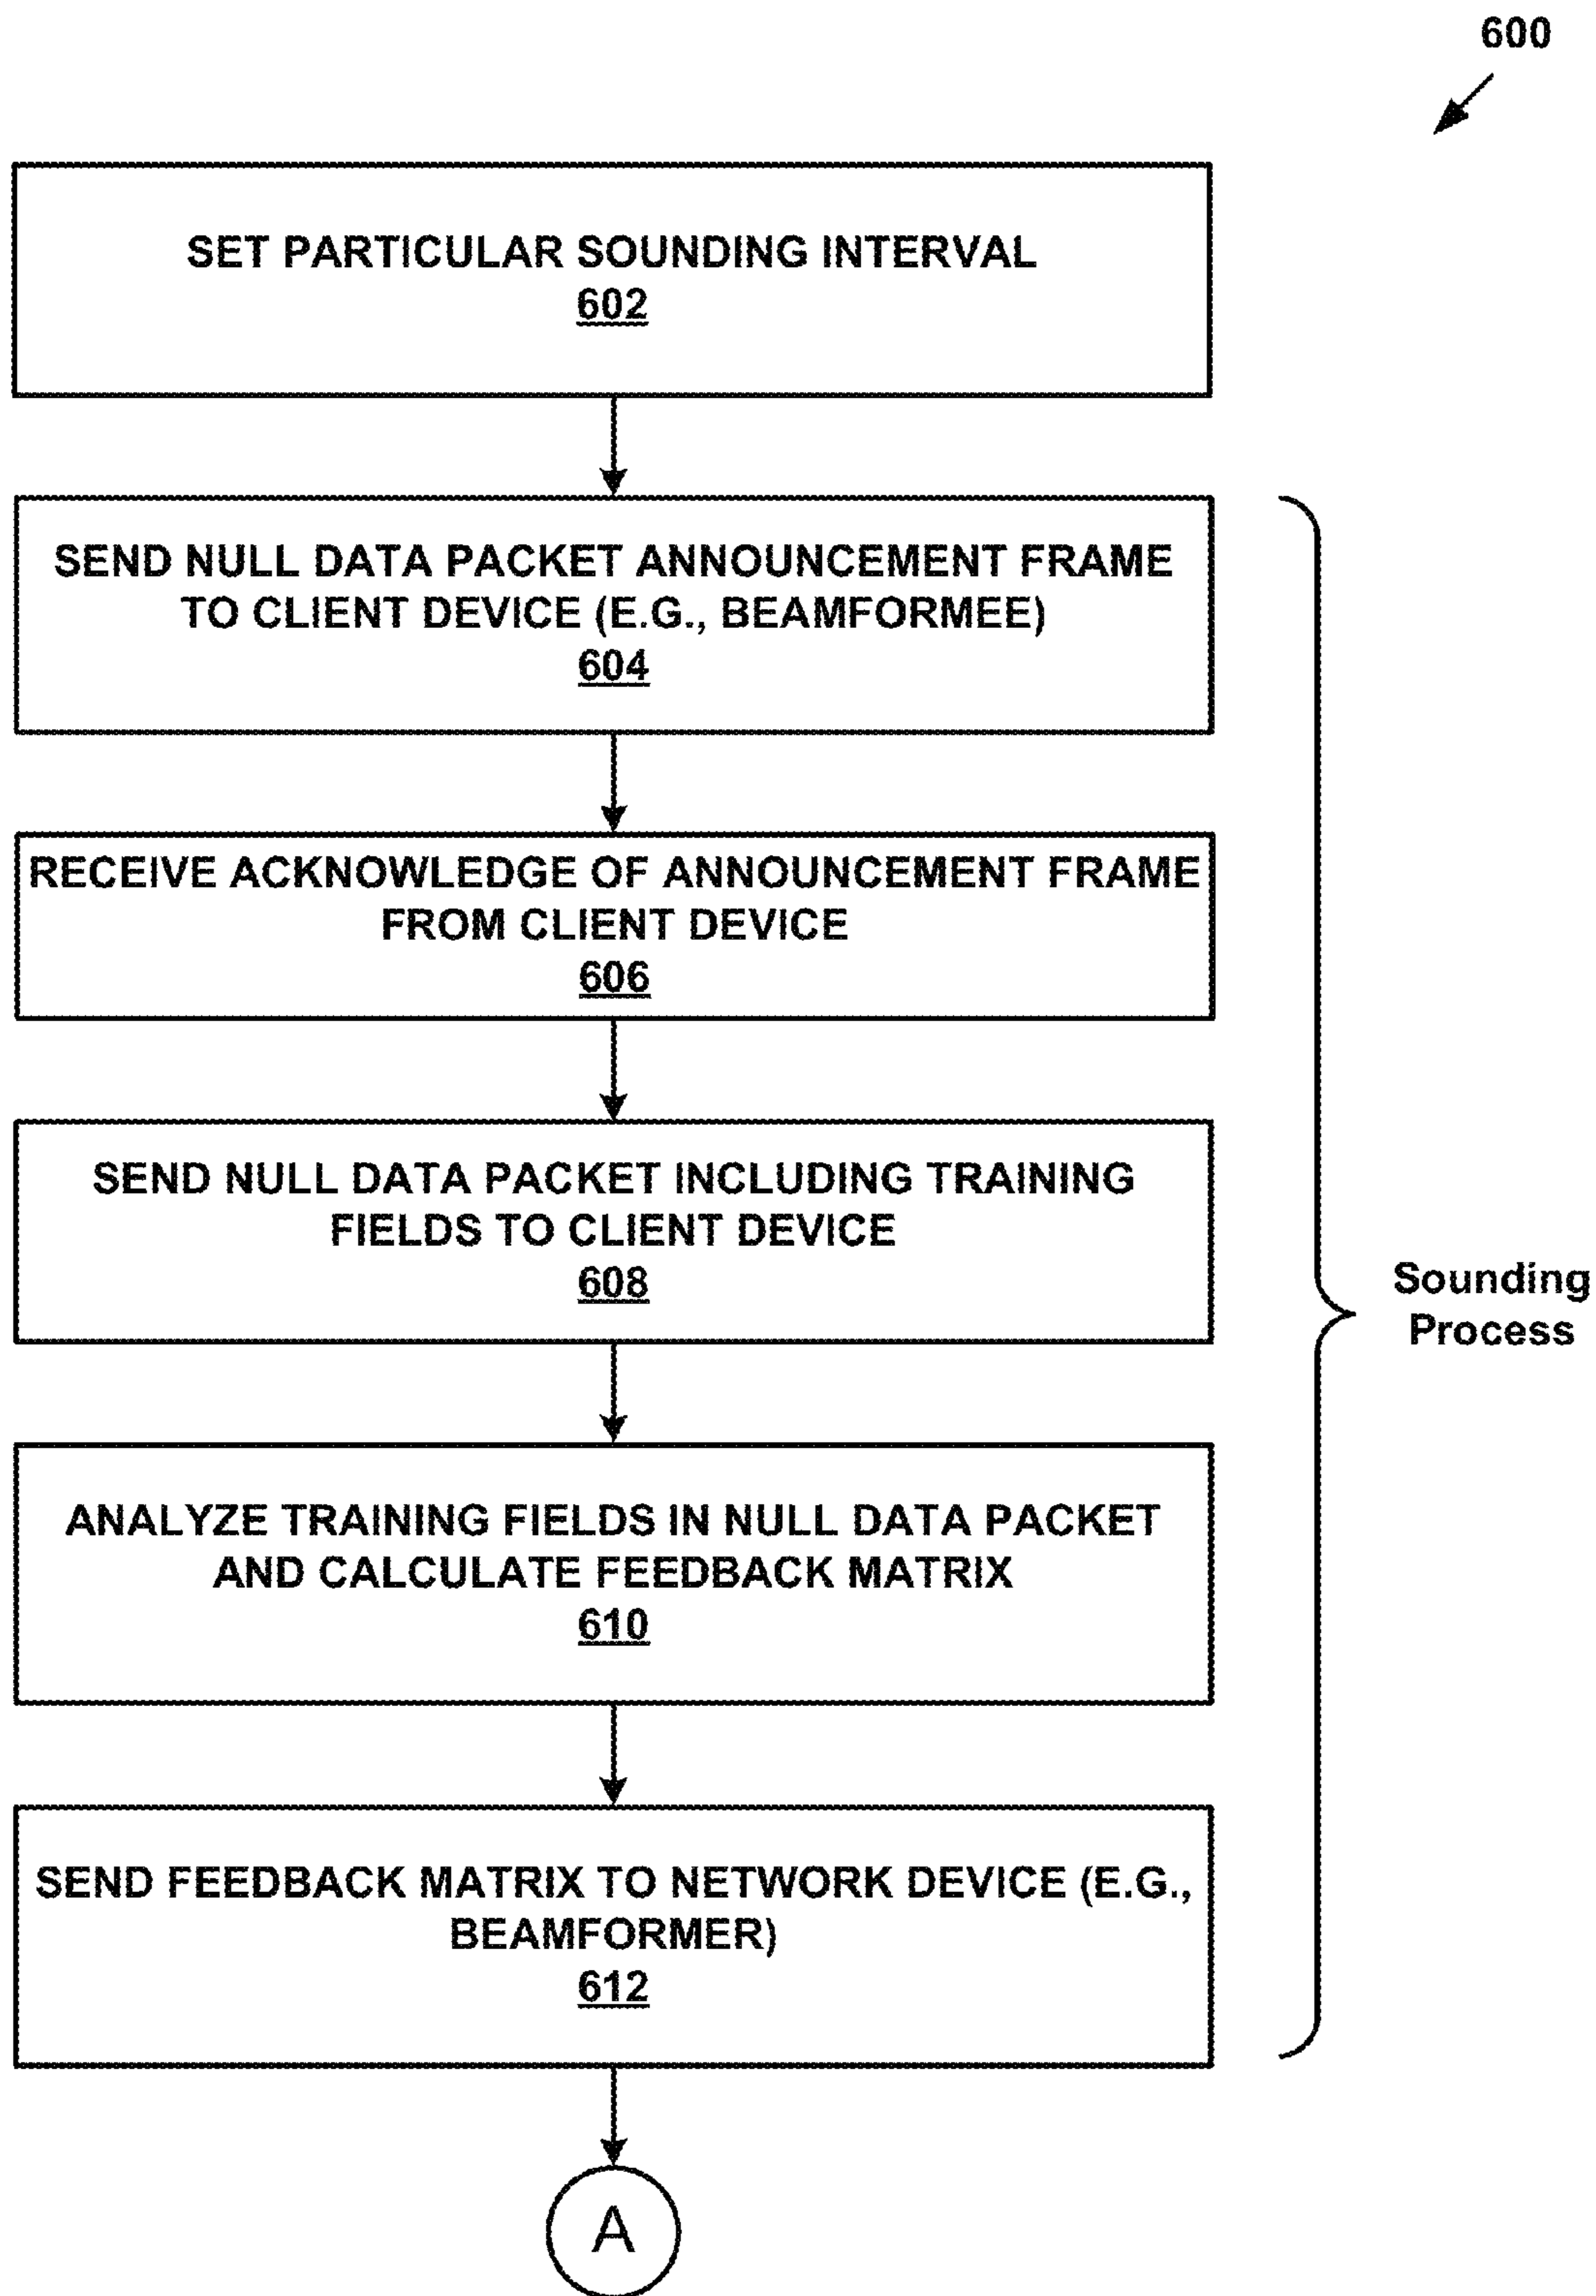 600
SET PARTICULAR SOUNDING INTERVAL
602
SEND NULL DATA PACKET ANNOUNCEMENT FRAME
TO CLIENT DEVICE (E.G., BEAMFORMEE)
604
RECEIVE ACKNOWLEDGE OF ANNOUNCEMENT FRAME
FROM CLIENT DEVICE
606
SEND NULL DATA PACKET INCLUDING TRAINING
FIELDS TO CLIENT DEVICE
608
Sounding
Process
ANALYZE TRAINING FIELDS IN NULL DATA PACKET
AND CALCULATE FEEDBACK MATRIX
610
SEND FEEDBACK MATRIX TO NETWORK DEVICE (E.G.,
BEAMFORMER)
612
A